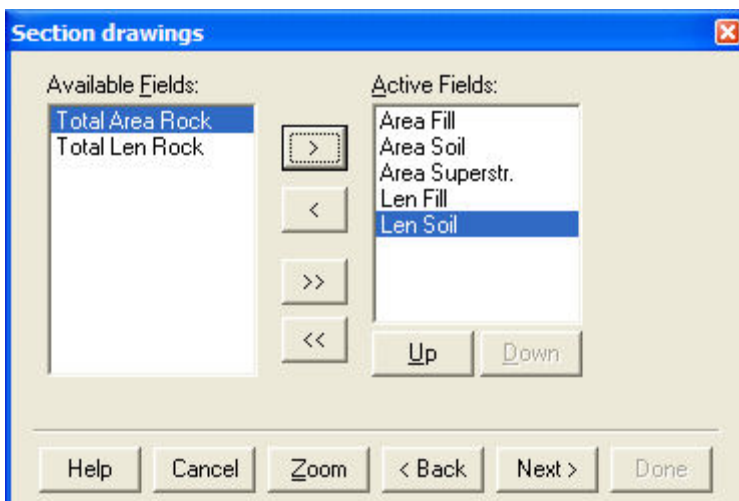 Section drawings
Available Fields:
Total Area Rock
Total Len Rock
>
<
>>
<<
Active Fields:
Area Fill
Area Soil
Area Superstr.
Len Fill
Len Soil
Up Down
Help Cancel Zoom < Back Next > Done